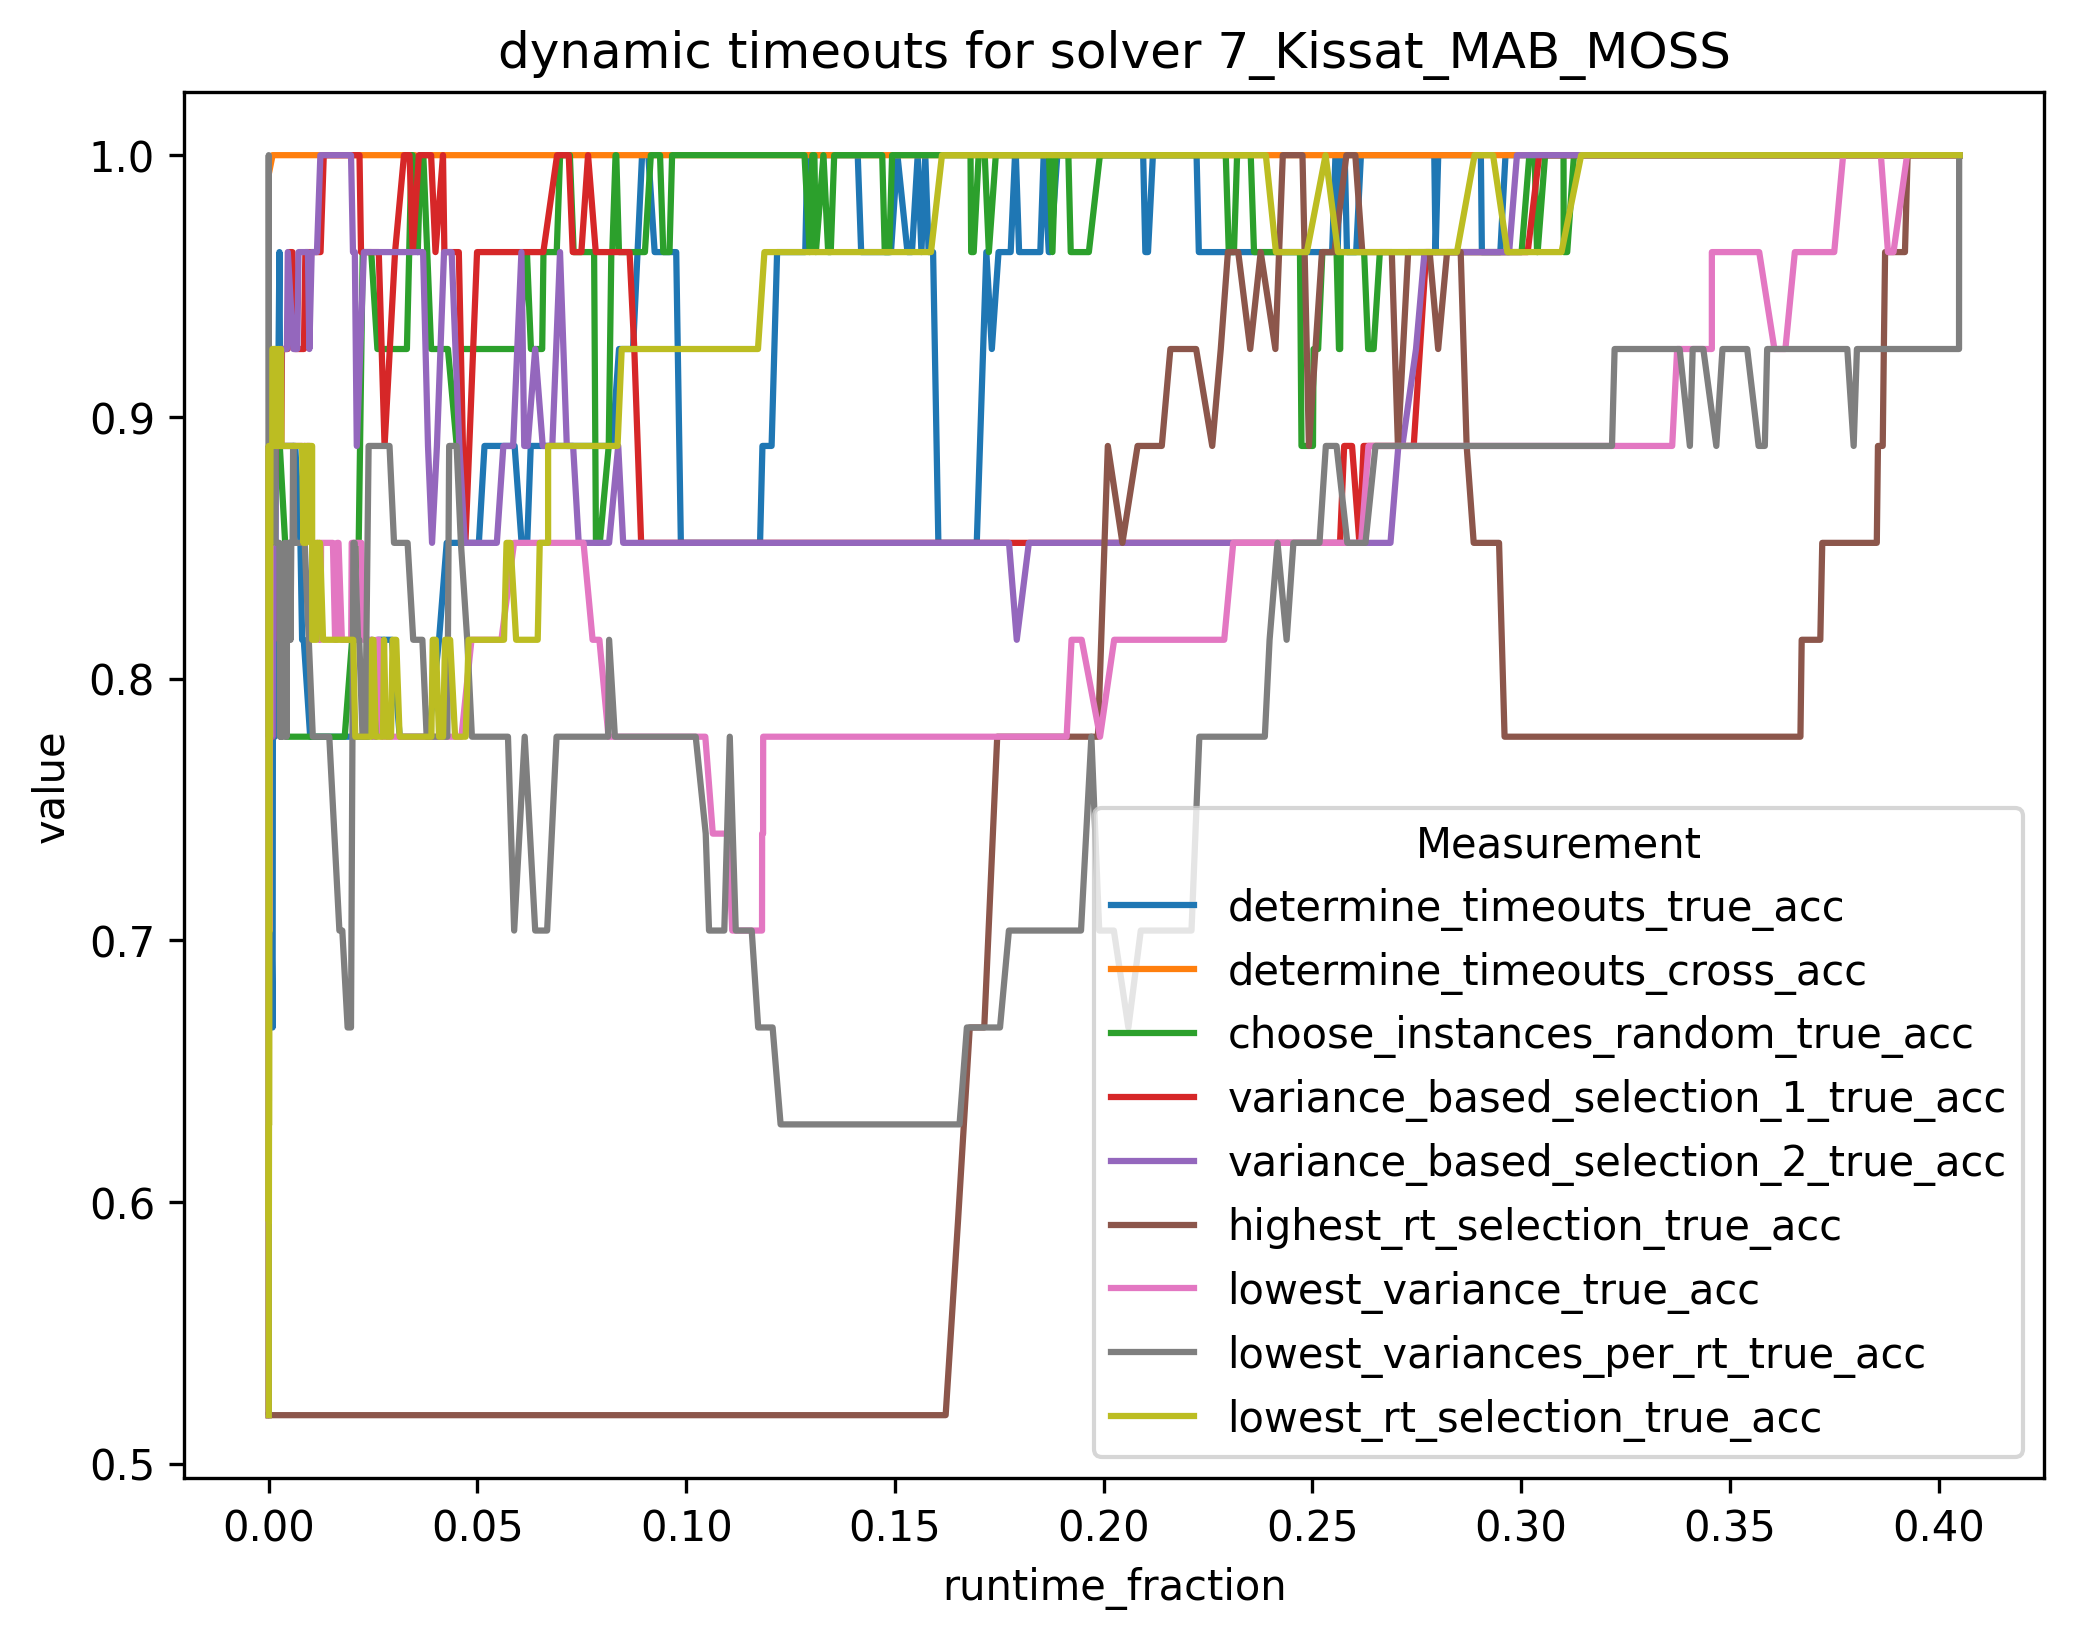 dynamic timeouts for solver 7_Kissat_MAB_MOSS
1.0
0.9
0.8
0.7
0.6
0.5
value
Measurement
determine_timeouts_true_acc
determine_timeouts_cross_acc
choose_instances_random_true_acc
variance_based_selection_1_true_acc
variance_based_selection_2_true_acc
highest_rt_selection_true_acc
lowest_variance_true_acc
lowest_variances_per_rt_true_acc
lowest_rt_selection_true_acc
0.00 0.05 0.10 0.15 0.20 0.25 0.30 0.35 0.40
runtime_fraction